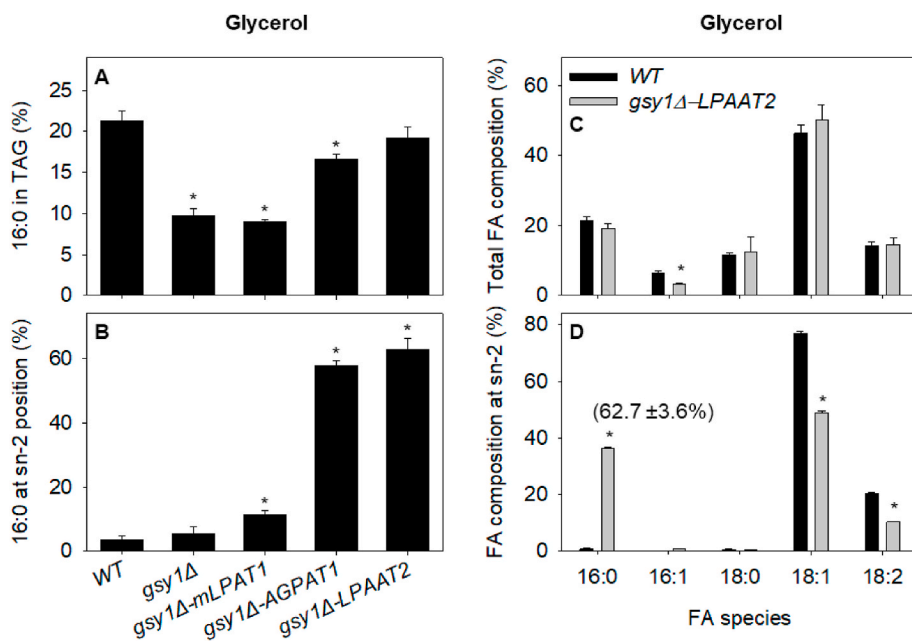 Glycerol
A
16:0 in TAG (%)
25
20
15
10
5
0
*
*
*
B
16:0 at sn-2 position (%)
60
40
20
0
*
*
*
WT
gsy1Δ
gsy1Δ-mLPAT1
gsy1Δ-AGPAT1
gsy1Δ-LPAAT2
Glycerol
WT
gsy1Δ–LPAAT2
C
Total FA composition (%)
60
40
20
0
*
D
FA composition at sn-2 (%)
80
60
40
20
0
(62.7 ±3.6%)
*
*
*
16:0
16:1
18:0
18:1
18:2
FA species